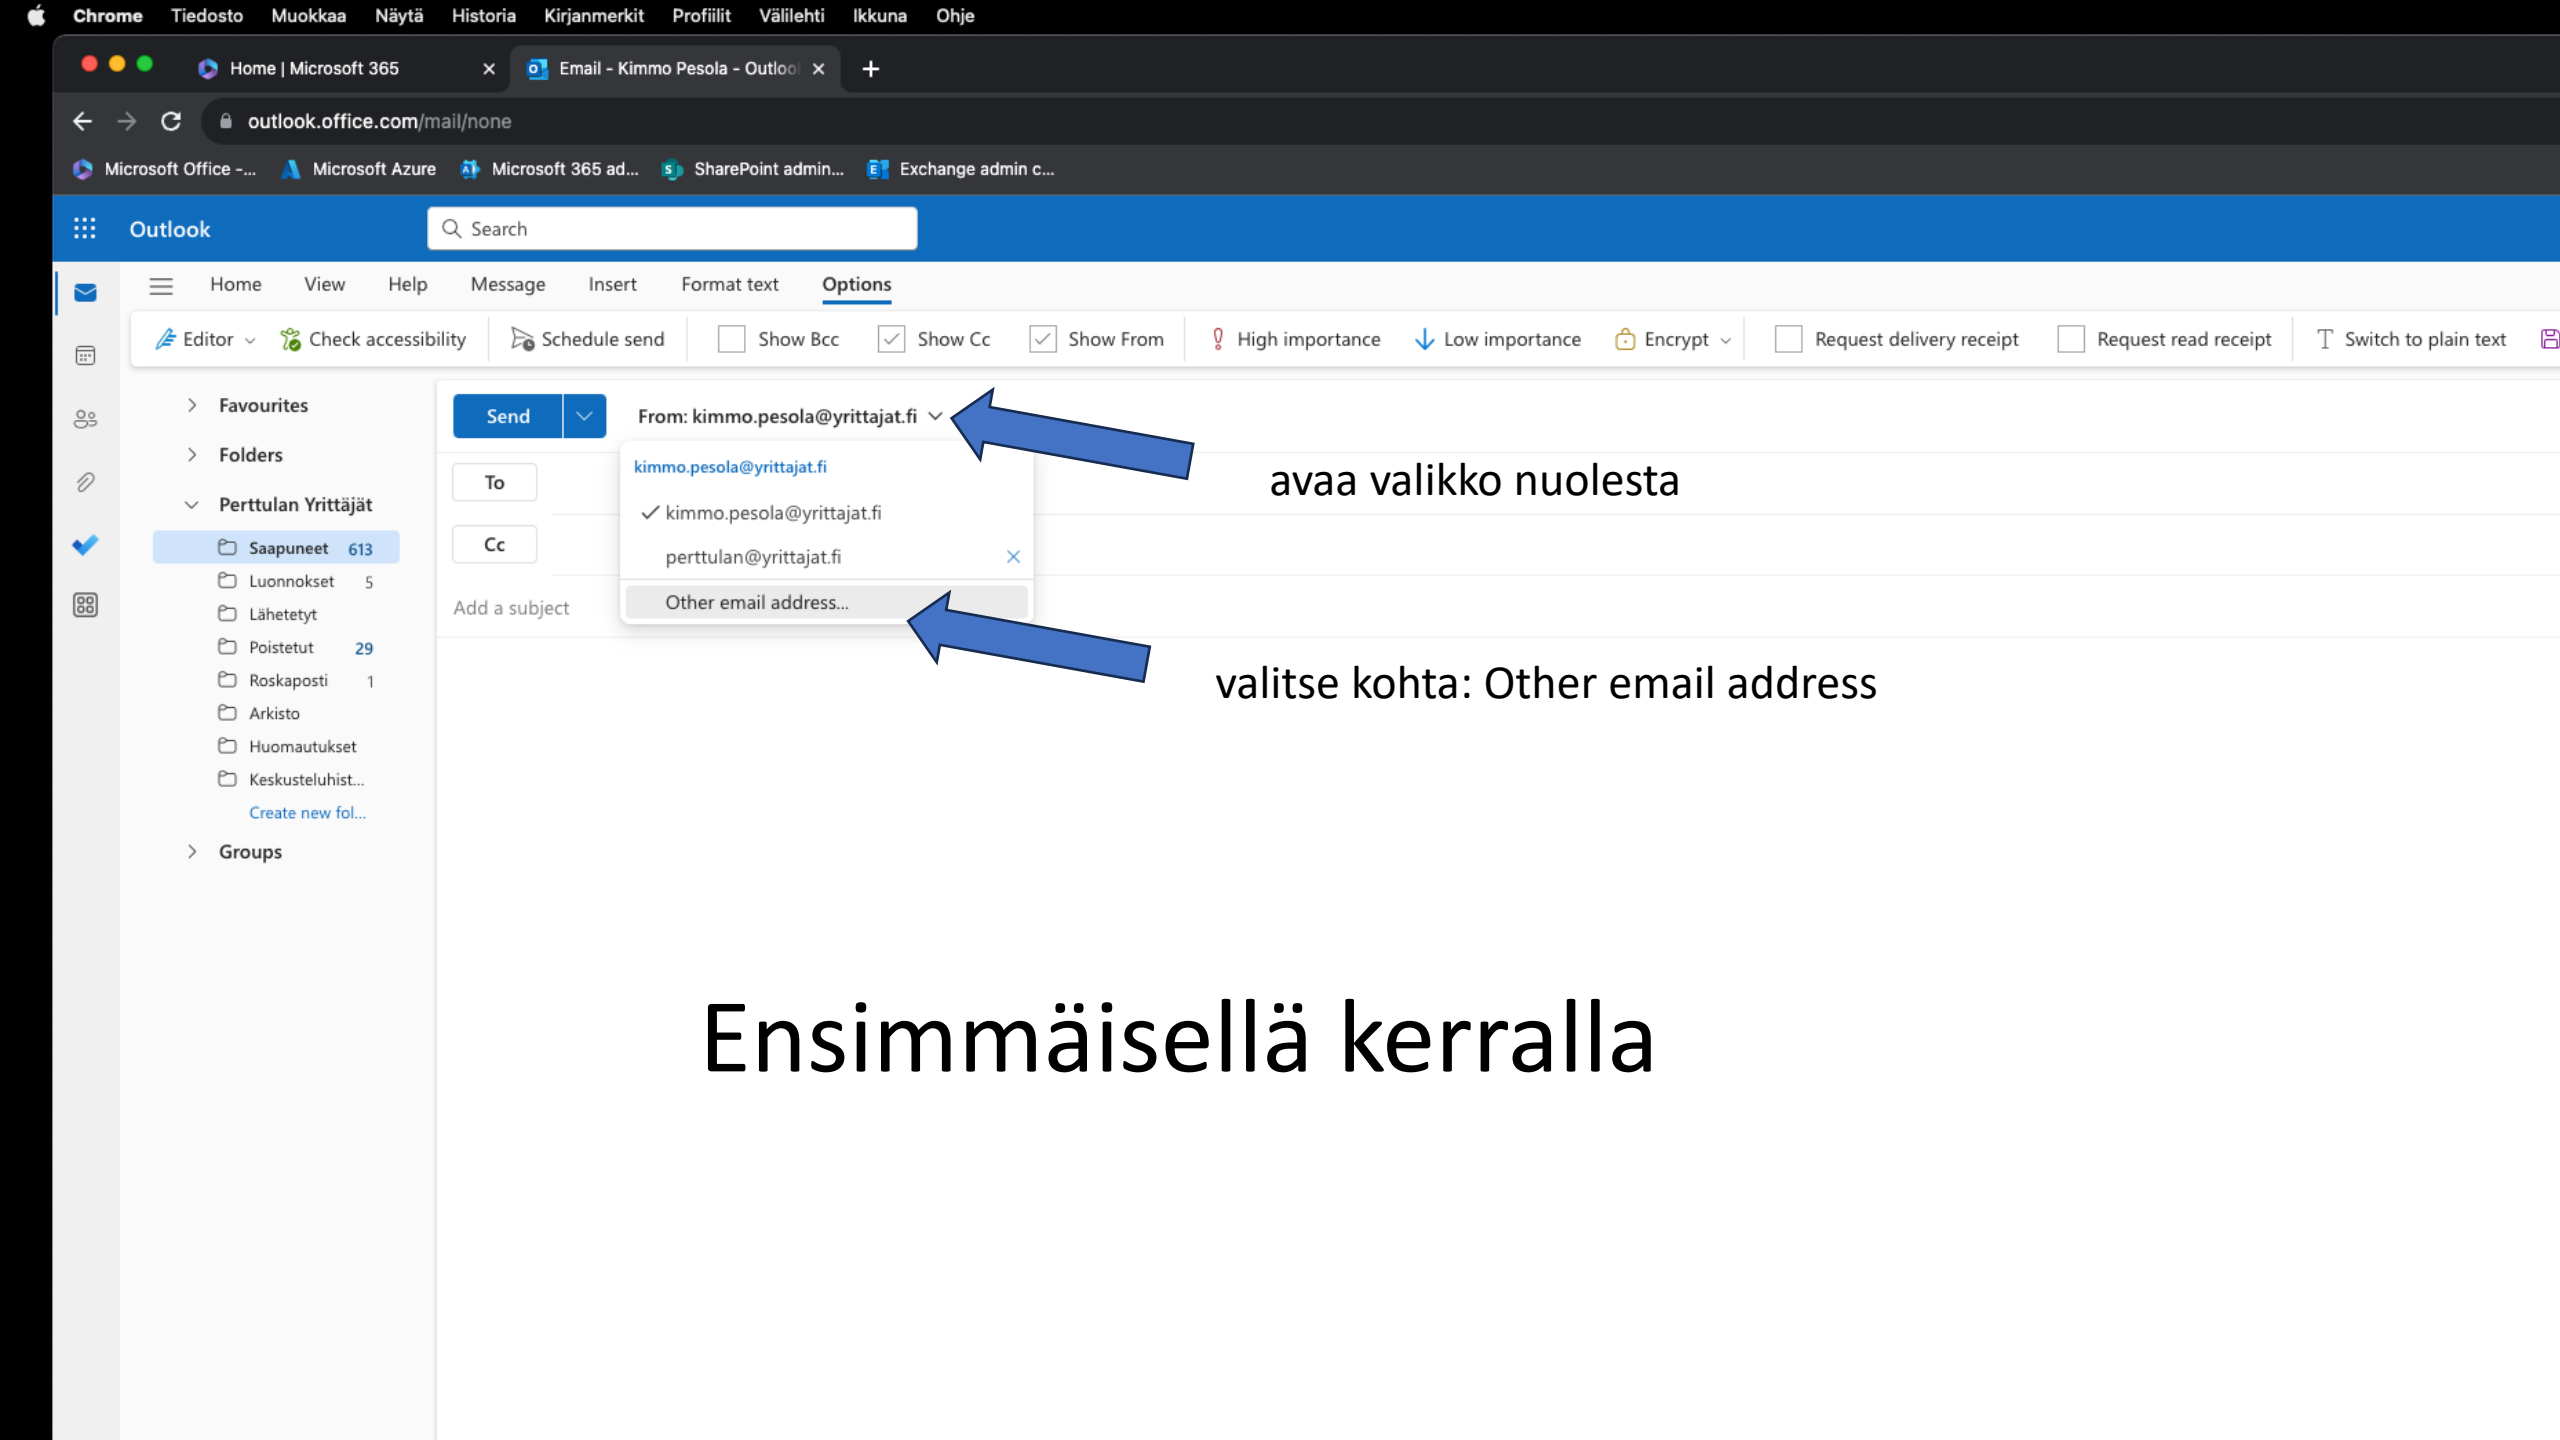 Chrome Tiedosto Muokkaa Näytä Historia Kirjanmerkit Profiilit Välilehti Ikkuna Ohje
Home | Microsoft 365 Email - Kimmo Pesola - Outloo
outlook.office.com/mail/none
Microsoft Office -... Microsoft Azure Microsoft 365 ad... SharePoint admin... Exchange admin c...
Outlook Search
Home View Help Message Insert Format text Options
Editor Check accessibility Schedule send Show Bcc Show Cc Show From High importance Low importance Encrypt Request delivery receipt Request read receipt Switch to plain text
Favourites
Folders
Perttulan Yrittäjät
Saapuneet 613
Luonnokset 5
Lähetetyt
Poistetut 29
Roskaposti 1
Arkisto
Huomautukset
Keskusteluhist...
Create new fol...
Groups
Send From: kimmo.pesola@yrittajat.fi
To
Cc
Add a subject
kimmo.pesola@yrittajat.fi
kimmo.pesola@yrittajat.fi
perttulan@yrittajat.fi
Other email address...
avaa valikko nuolesta
valitse kohta: Other email address
Ensimmäisellä kerralla